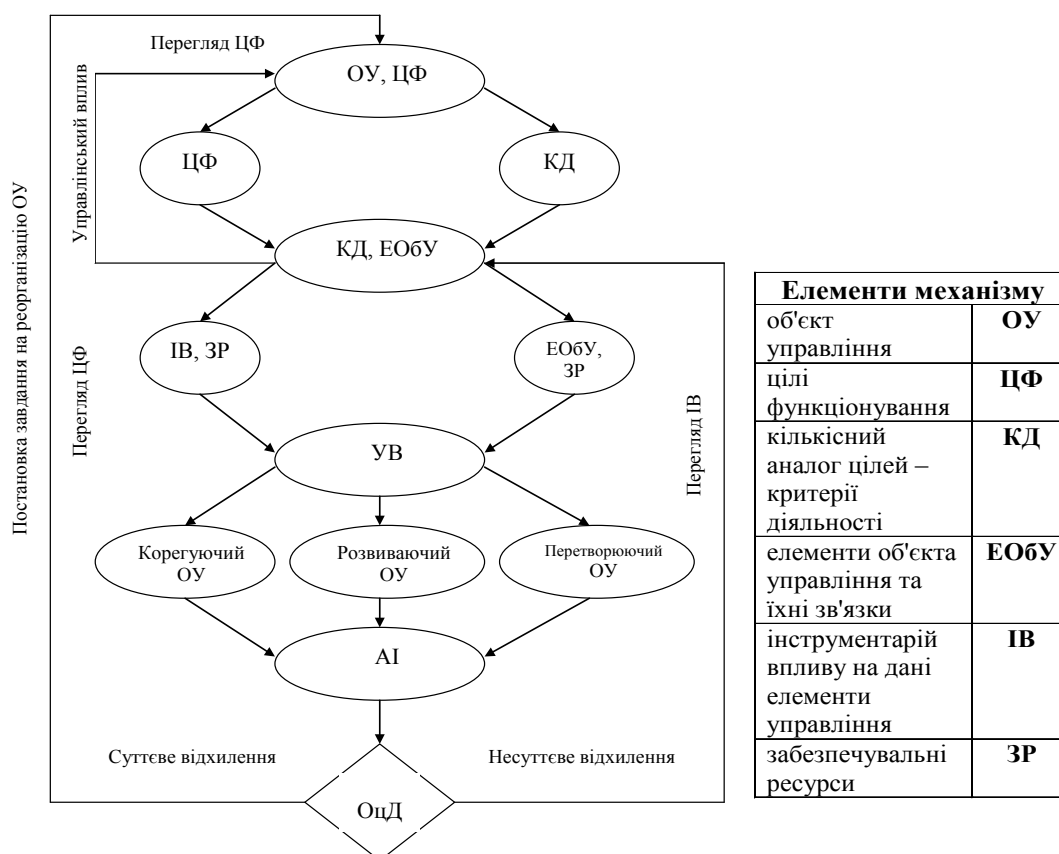 Перегляд ЦФ
ОУ, ЦФ
Управлінський вплив
ЦФ
КД
Постановка завдання на реорганізацію ОУ
КД, ЕОбУ
ІВ, ЗР
ЕОбУ,
ЗР
Перегляд ЦФ
Перегляд ІВ
УВ
Корегуючий
ОУ
Розвиваючий
ОУ
Перетворюючий
ОУ
АІ
Суттєве відхилення
Несуттєве відхилення
ОцД
Елементи механізму
об'єкт
управління
ОУ
цілі
функціонування
ЦФ
кількісний
аналог цілей –
критерії
діяльності
КД
елементи об'єкта
управління та
їхні зв'язки
ЕОбУ
інструментарій
впливу на дані
елементи
управління
ІВ
забезпечувальні
ресурси
ЗР